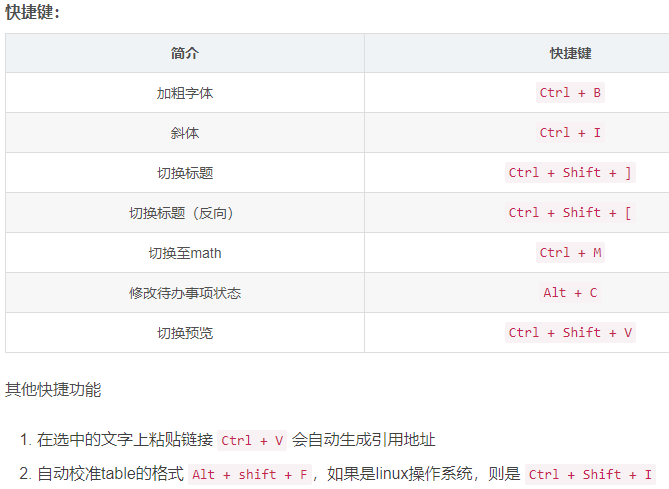 快捷键：
简介 快捷键
加粗字体 Ctrl + B
斜体 Ctrl + I
切换标题 Ctrl + Shift + ]
切换标题（反向） Ctrl + Shift + [
切换至math Ctrl + M
修改待办事项状态 Alt + C
切换预览 Ctrl + Shift + V
其他快捷功能
1. 在选中的文字上粘贴链接 Ctrl + V 会自动生成引用地址
2. 自动校准table的格式 Alt + shift + F，如果是linux操作系统，则是 Ctrl + Shift + I